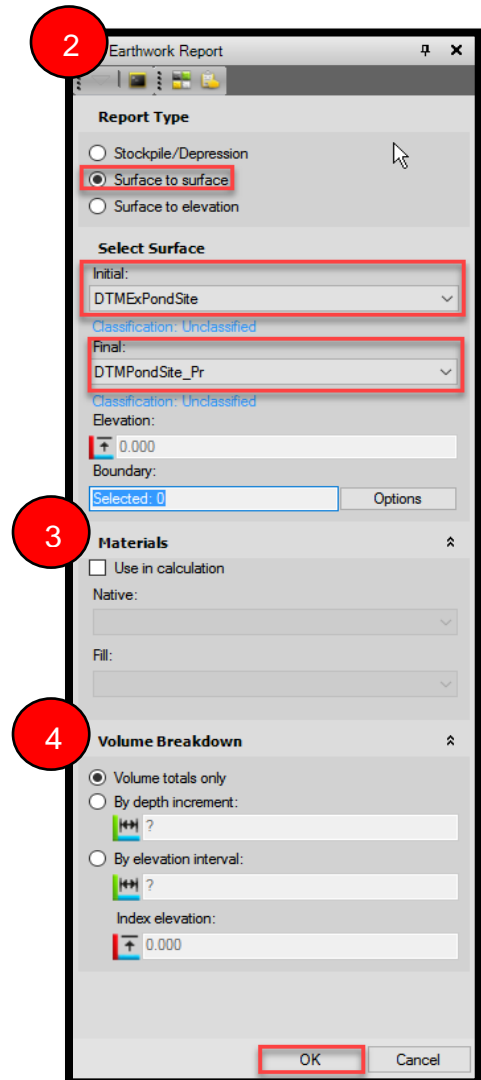 2
Earthwork Report
Report Type
Stockpile/Depression
Surface to surface
Surface to elevation
Select Surface
Initial:
DTMExPondSite
Classification: Unclassified
Final:
DTMPondSite_Pr
Classification: Unclassified
Elevation:
0.000
Boundary:
Selected: 0
Options
3
Materials
Use in calculation
Native:
Fill:
4
Volume Breakdown
Volume totals only
By depth increment:
?
By elevation interval:
?
Index elevation:
0.000
OK Cancel